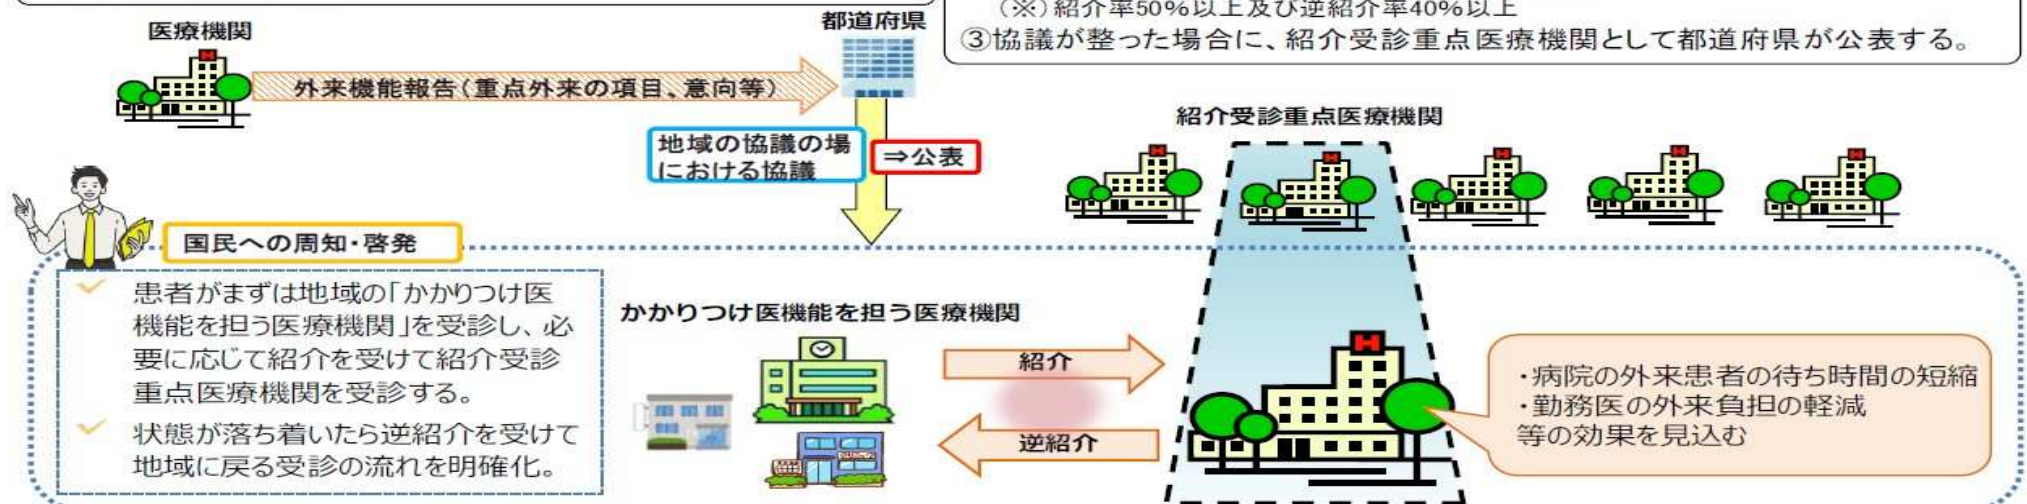 (※)紹介率50%以上及び逆紹介率40%以上
③協議が整った場合に、紹介受診重点医療機関として都道府県が公表する。
都道府県
医療機関
外来機能報告(重点外来の項目、意向等)
地域の協議の場
における協議
⇒公表
紹介受診重点医療機関
H
H
H
H
H
H
国民への周知・啓発
患者がまずは地域の「かかりつけ医
機能を担う医療機関」を受診し、必
要に応じて紹介を受けて紹介受診
重点医療機関を受診する。
状態が落ち着いたら逆紹介を受けて
地域に戻る受診の流れを明確化。
かかりつけ医機能を担う医療機関
紹介
逆紹介
H
・病院の外来患者の待ち時間の短縮
・勤務医の外来負担の軽減
等の効果を見込む